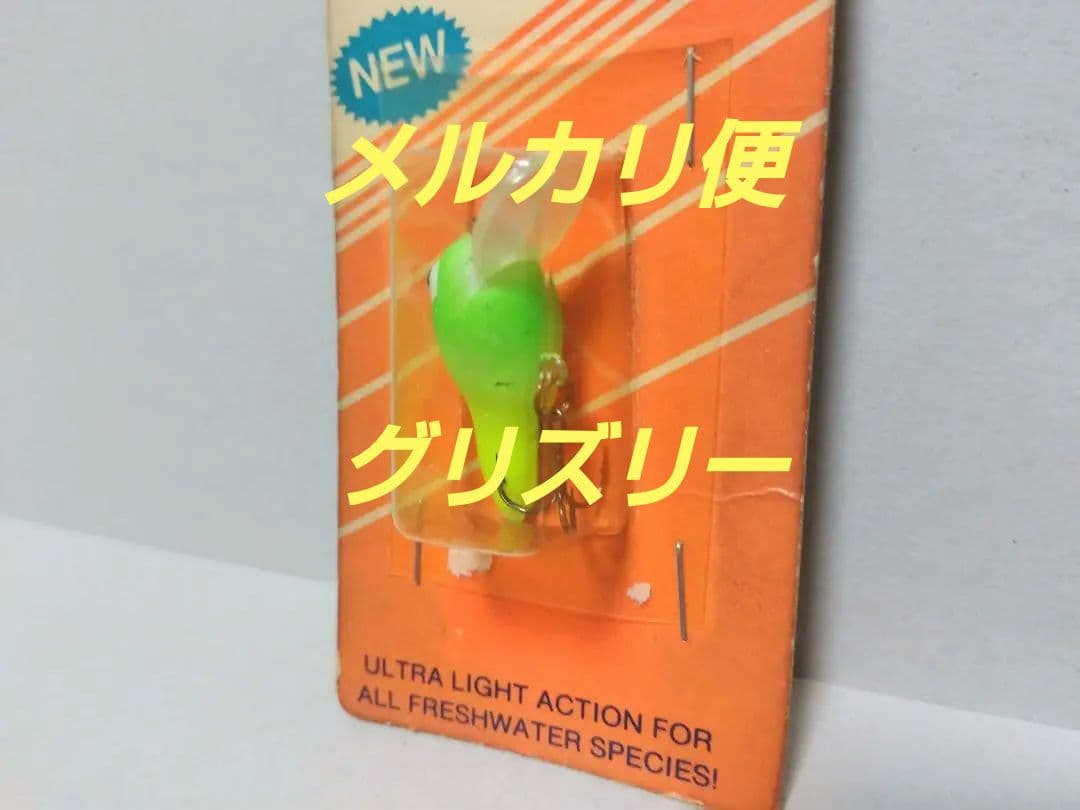 NEW
メルカリ便
グリズリー
ULTRA LIGHT ACTION FOR
ALL FRESHWATER SPECIES!